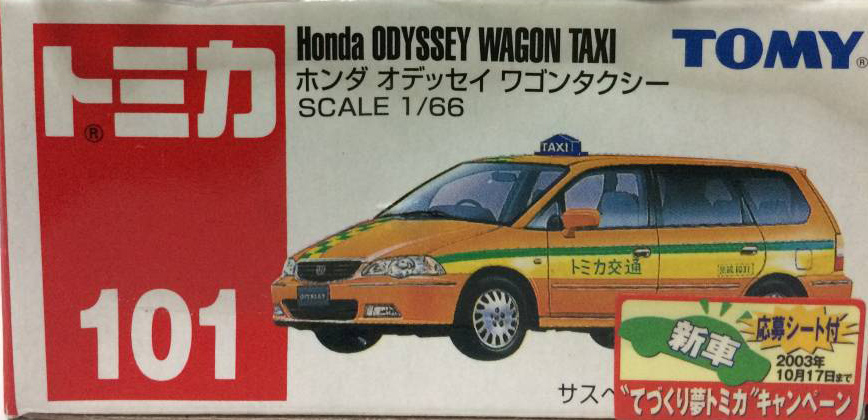 トミカ®
Honda ODYSSEY WAGON TAXI
TOMY®
ホンダ オデッセイ ワゴンタクシー
SCALE 1/66
TAXI
トミカ交通
101
サスペ
新車
応募シート付
2003年
10月17日まで
"てづくり夢トミカ"キャンペーン